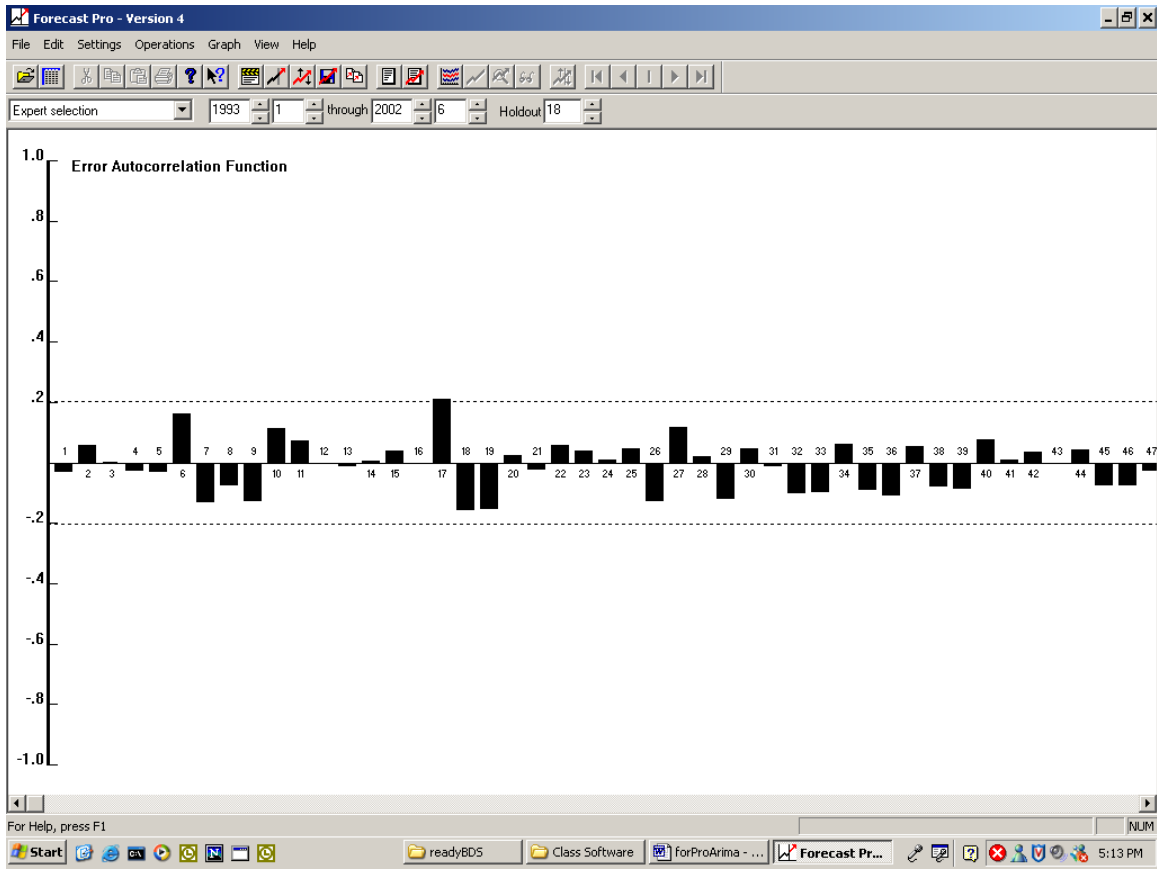 Forecast Pro - Version 4
File Edit Settings Operations Graph View Help
Expert selection 1993 1 through 2002 6 Holdout 18
Error Autocorrelation Function
1.0
.8
.6
.4
.2
1 4 5 7 8 9 12 13 16 18 19 21 26 29 31 32 33 35 36 38 39 43 45 46 47
2 3 6 10 11 14 15 17 20 22 23 24 25 27 28 30 34 37 40 41 42 44
-.2
-.4
-.6
-.8
-1.0
For Help, press F1 NUM
Start readyBDS Class Software forProArima - ... Forecast Pr... 5:13 PM